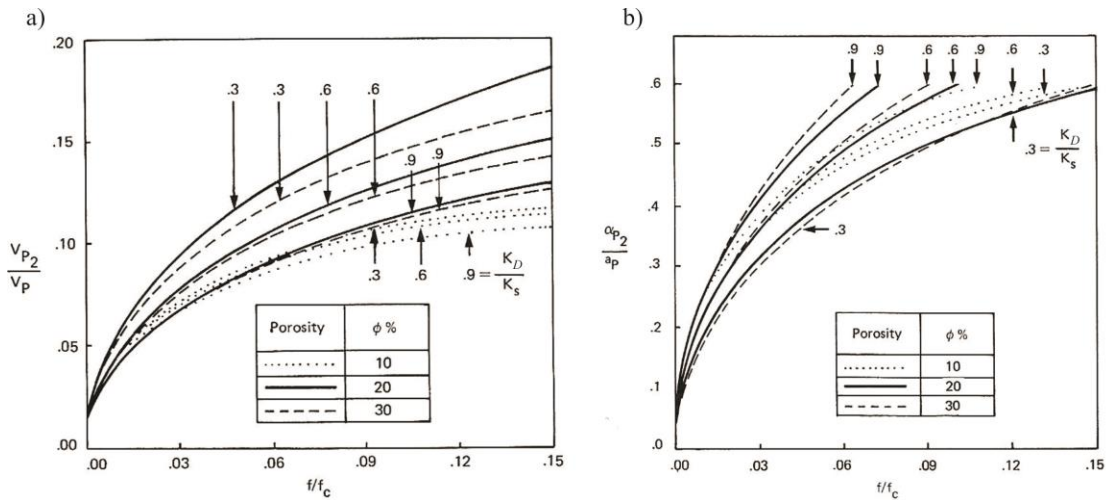 a)
.20
.15
.10
.05
.00
V_P2 / V_P
.3 .3 .6 .6
.9 .9
.3 .6 .9 = K_D / K_s
Porosity φ %
10
20
30
.00 .03 .06 .09 .12 .15
f/f_c
b)
.9 .9 .6 .6 .9 .6 .3
.6
.5
.4
.3
.2
.1
.0
α_P2 / a_P
.3 = K_D / K_s
.3
Porosity φ %
10
20
30
.00 .03 .06 .09 .12 .15
f/f_c